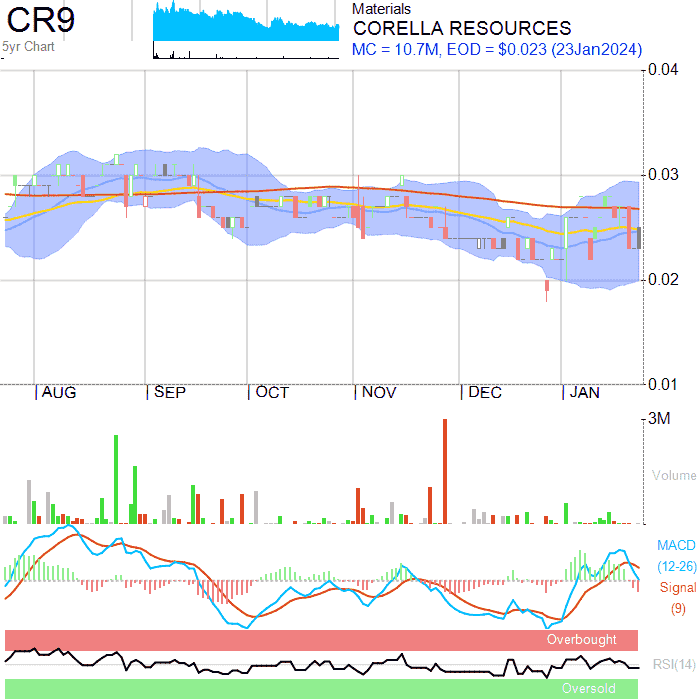 CR9
5yr Chart
Materials
CORELLA RESOURCES
MC = 10.7M, EOD = $0.023 (23Jan2024)
0.04
0.03
0.02
0.01
AUG SEP OCT NOV DEC JAN
3M
Volume
MACD
(12-26)
Signal
(9)
Overbought
RSI(14)
Oversold